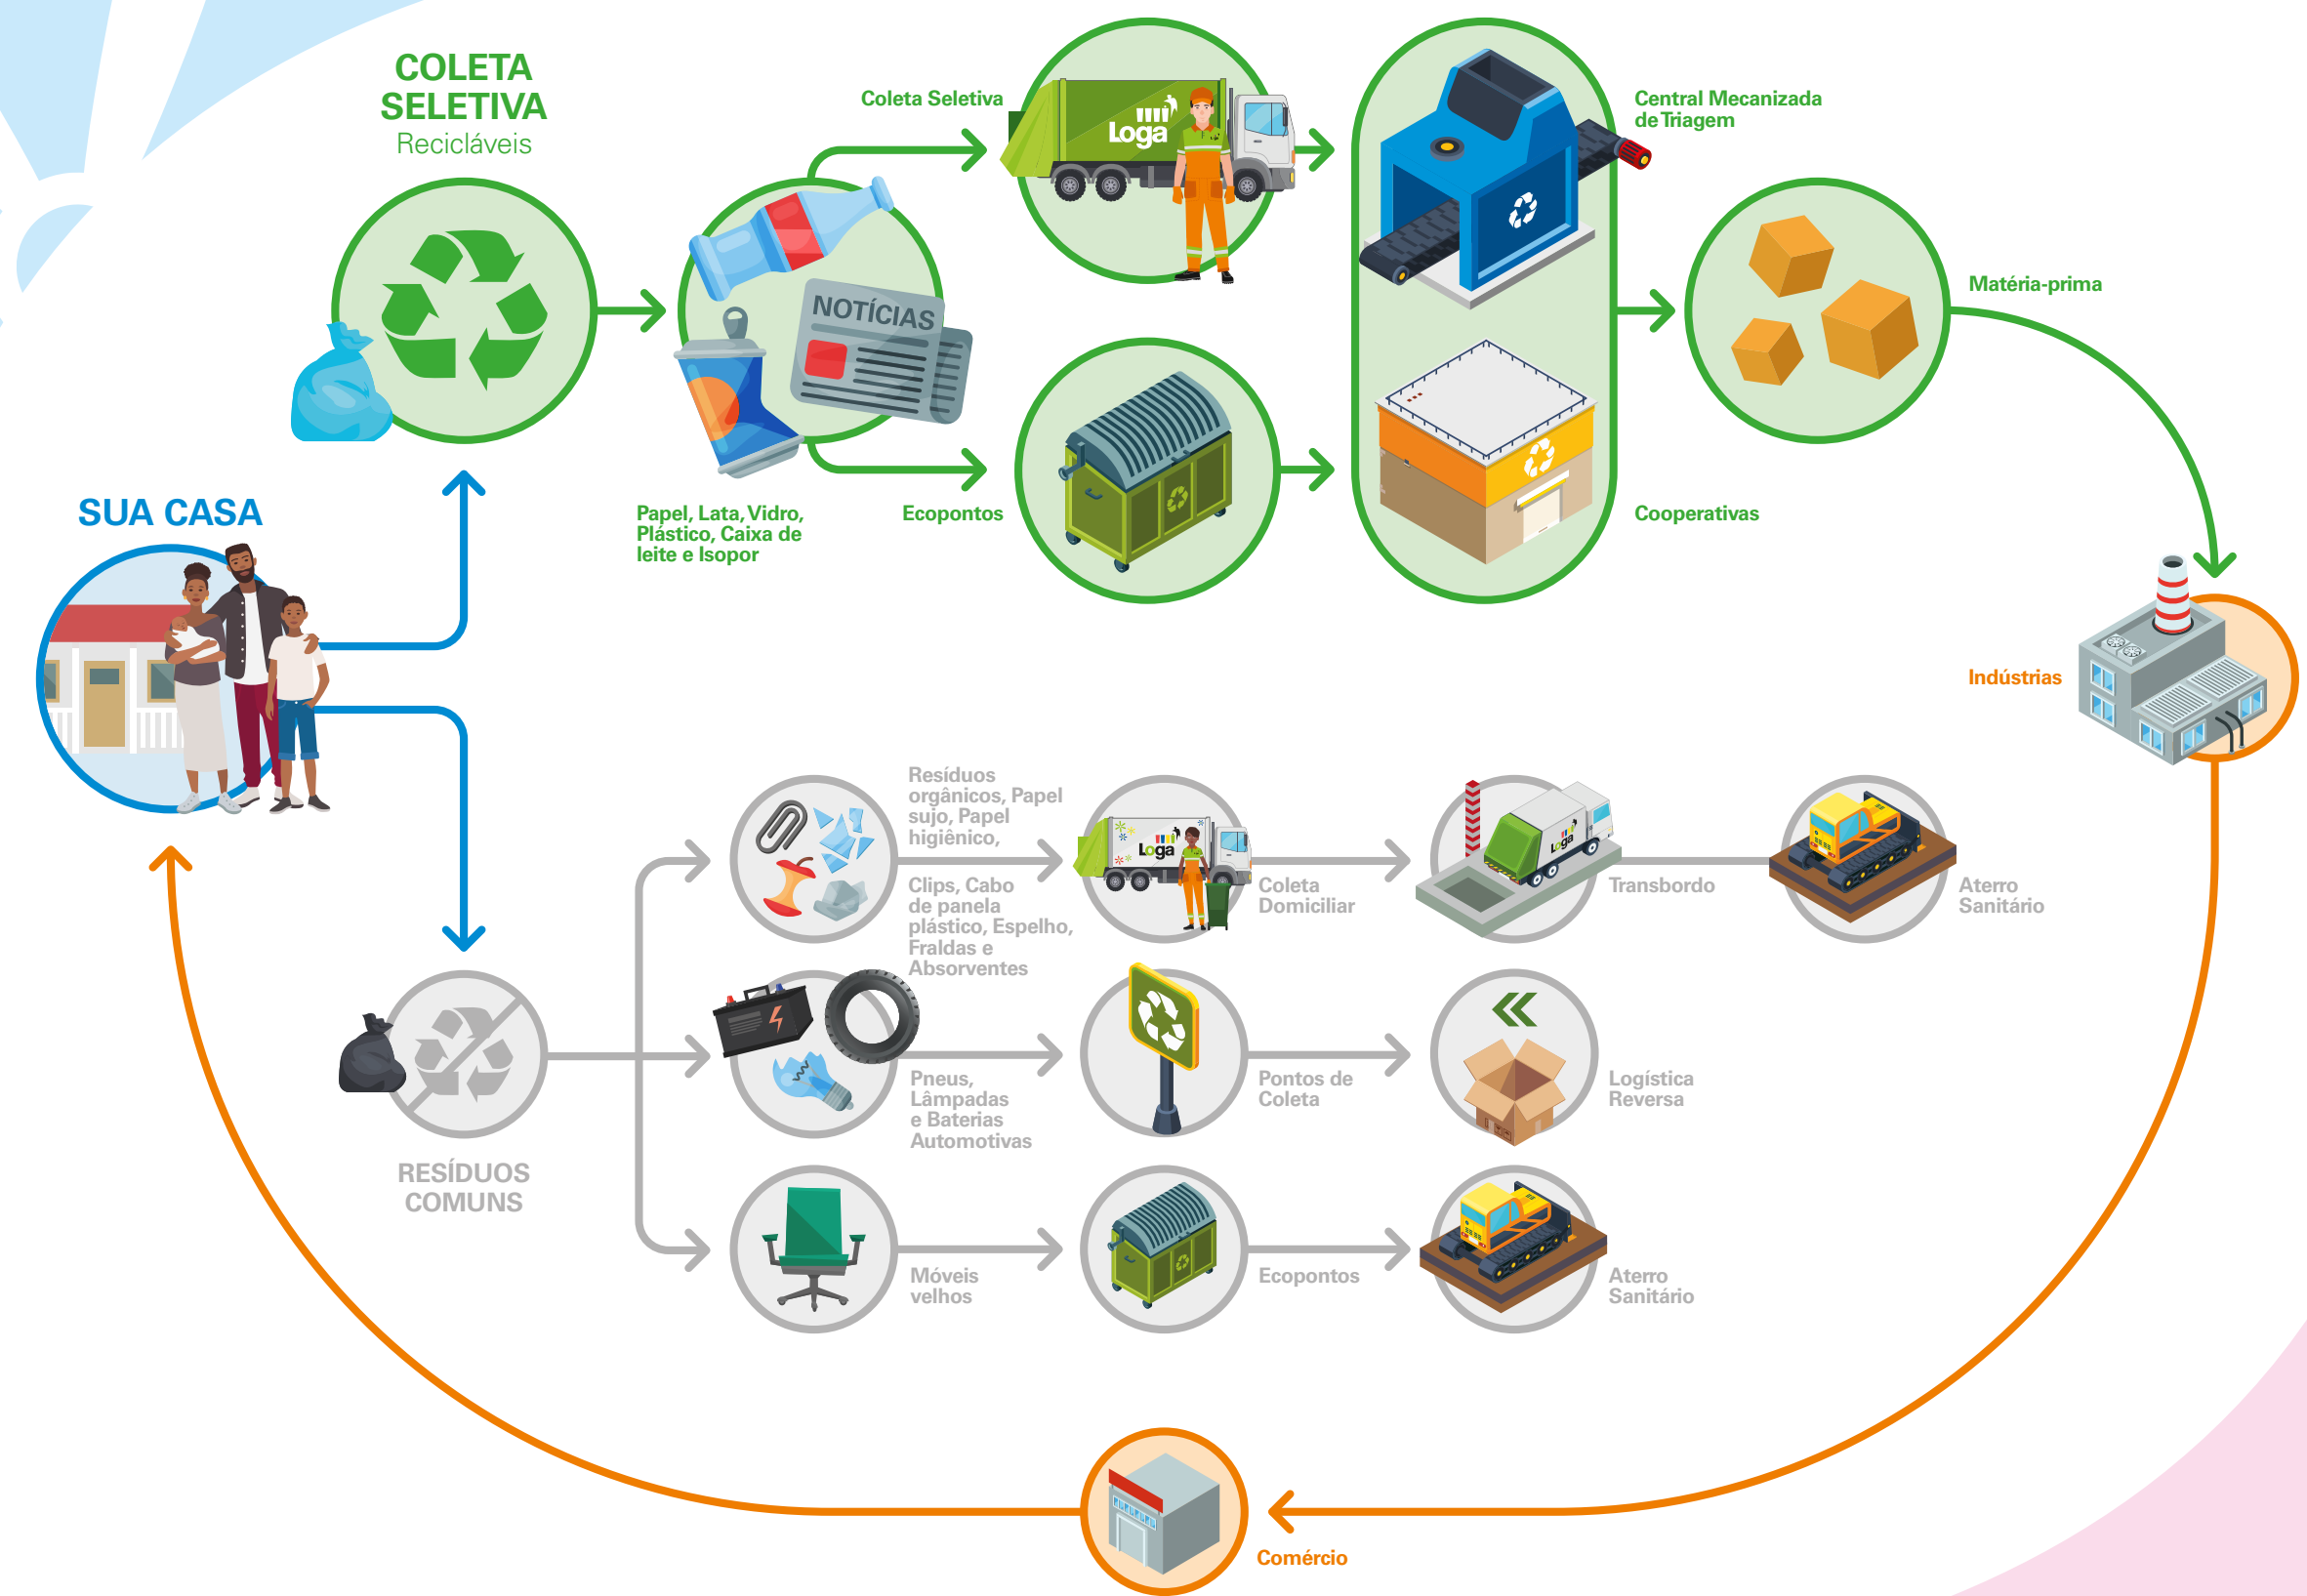 COLETA
SELETIVA
Recicláveis
Coleta Seletiva
Loga
Central Mecanizada
de Triagem
NOTÍCIAS
Matéria-prima
SUA CASA
Papel, Lata, Vidro,
Plástico, Caixa de
leite e Isopor
Ecopontos
Cooperativas
Indústrias
Resíduos
orgânicos, Papel
sujo, Papel
higiênico,
Clips, Cabo
de panela
plástico, Espelho,
Fraldas e
Absorventes
Loga
Coleta
Domiciliar
Loga
Transbordo
Aterro
Sanitário
RESÍDUOS
COMUNS
Pneus,
Lâmpadas
e Baterias
Automotivas
Pontos de
Coleta
Logística
Reversa
Móveis
velhos
Ecopontos
Aterro
Sanitário
Comércio